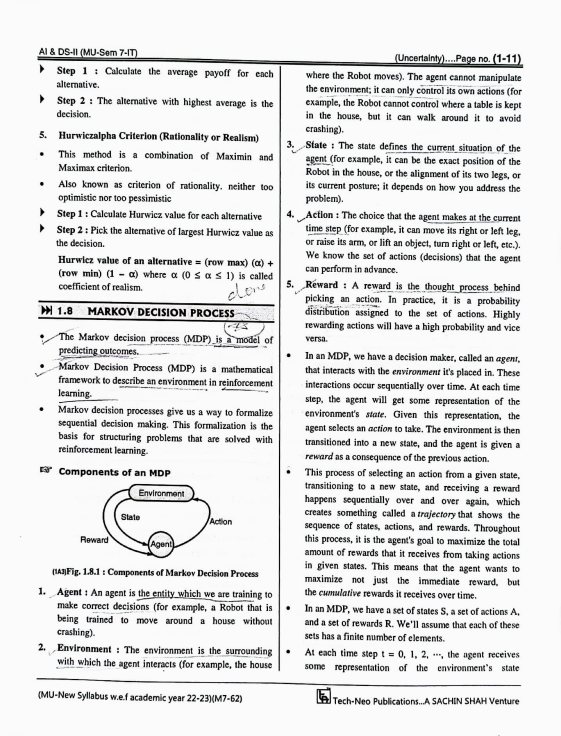 AI & DS-II (MU-Sem 7-IT)
(Uncertainty)....Page no. (1-11)
Step 1 : Calculate the average payoff for each
alternative.
Step 2 : The alternative with highest average is the
decision.
5. Hurwiczalpha Criterion (Rationality or Realism)
• This method is a combination of Maximin and
Maximax criterion.
• Also known as criterion of rationality, neither too
optimistic nor too pessimistic
Step 1 : Calculate Hurwicz value for each alternative
Step 2 : Pick the alternative of largest Hurwicz value as
the decision.
Hurwicz value of an alternative = (row max) (α) +
(row min) (1 – α) where α (0 ≤ α ≤ 1) is called
coefficient of realism.
1.8 MARKOV DECISION PROCESS
• The Markov decision process (MDP) is a model of
predicting outcomes.
• Markov Decision Process (MDP) is a mathematical
framework to describe an environment in reinforcement
learning.
• Markov decision processes give us a way to formalize
sequential decision making. This formalization is the
basis for structuring problems that are solved with
reinforcement learning.
Components of an MDP
Environment
State
Action
Reward
Agent
(1A3)Fig. 1.8.1 : Components of Markov Decision Process
1. Agent : An agent is the entity which we are training to
make correct decisions (for example, a Robot that is
being trained to move around a house without
crashing).
2. Environment : The environment is the surrounding
with which the agent interacts (for example, the house
where the Robot moves). The agent cannot manipulate
the environment; it can only control its own actions (for
example, the Robot cannot control where a table is kept
in the house, but it can walk around it to avoid
crashing).
3. State : The state defines the current situation of the
agent (for example, it can be the exact position of the
Robot in the house, or the alignment of its two legs, or
its current posture; it depends on how you address the
problem).
4. Action : The choice that the agent makes at the current
time step (for example, it can move its right or left leg,
or raise its arm, or lift an object, turn right or left, etc.).
We know the set of actions (decisions) that the agent
can perform in advance.
5. Reward : A reward is the thought process behind
picking an action. In practice, it is a probability
distribution assigned to the set of actions. Highly
rewarding actions will have a high probability and vice
versa.
• In an MDP, we have a decision maker, called an agent,
that interacts with the environment it's placed in. These
interactions occur sequentially over time. At each time
step, the agent will get some representation of the
environment's state. Given this representation, the
agent selects an action to take. The environment is then
transitioned into a new state, and the agent is given a
reward as a consequence of the previous action.
• This process of selecting an action from a given state,
transitioning to a new state, and receiving a reward
happens sequentially over and over again, which
creates something called a trajectory that shows the
sequence of states, actions, and rewards. Throughout
this process, it is the agent's goal to maximize the total
amount of rewards that it receives from taking actions
in given states. This means that the agent wants to
maximize not just the immediate reward, but
the cumulative rewards it receives over time.
• In an MDP, we have a set of states S, a set of actions A,
and a set of rewards R. We'll assume that each of these
sets has a finite number of elements.
• At each time step t = 0, 1, 2, ···, the agent receives
some representation of the environment's state
(MU-New Syllabus w.e.f academic year 22-23)(M7-62)
Tech-Neo Publications...A SACHIN SHAH Venture